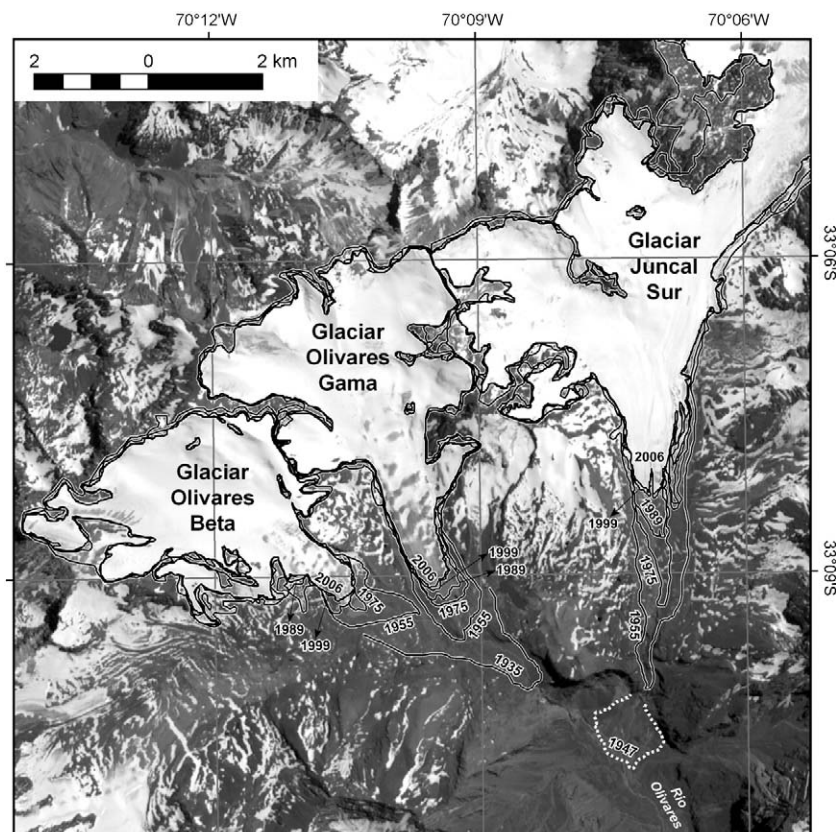 70°12'W 70°09'W 70°06'W
2 0 2 km
33°06'S
Glaciar
Juncal
Sur
Glaciar
Olivares
Gama
Glaciar
Olivares
Beta
2006
1999
1989
1975
1955
2006
1999
1989
1975
1955
2006
1975
1955
1989
1999
1935
33°08'S
1947
Río
Olivares